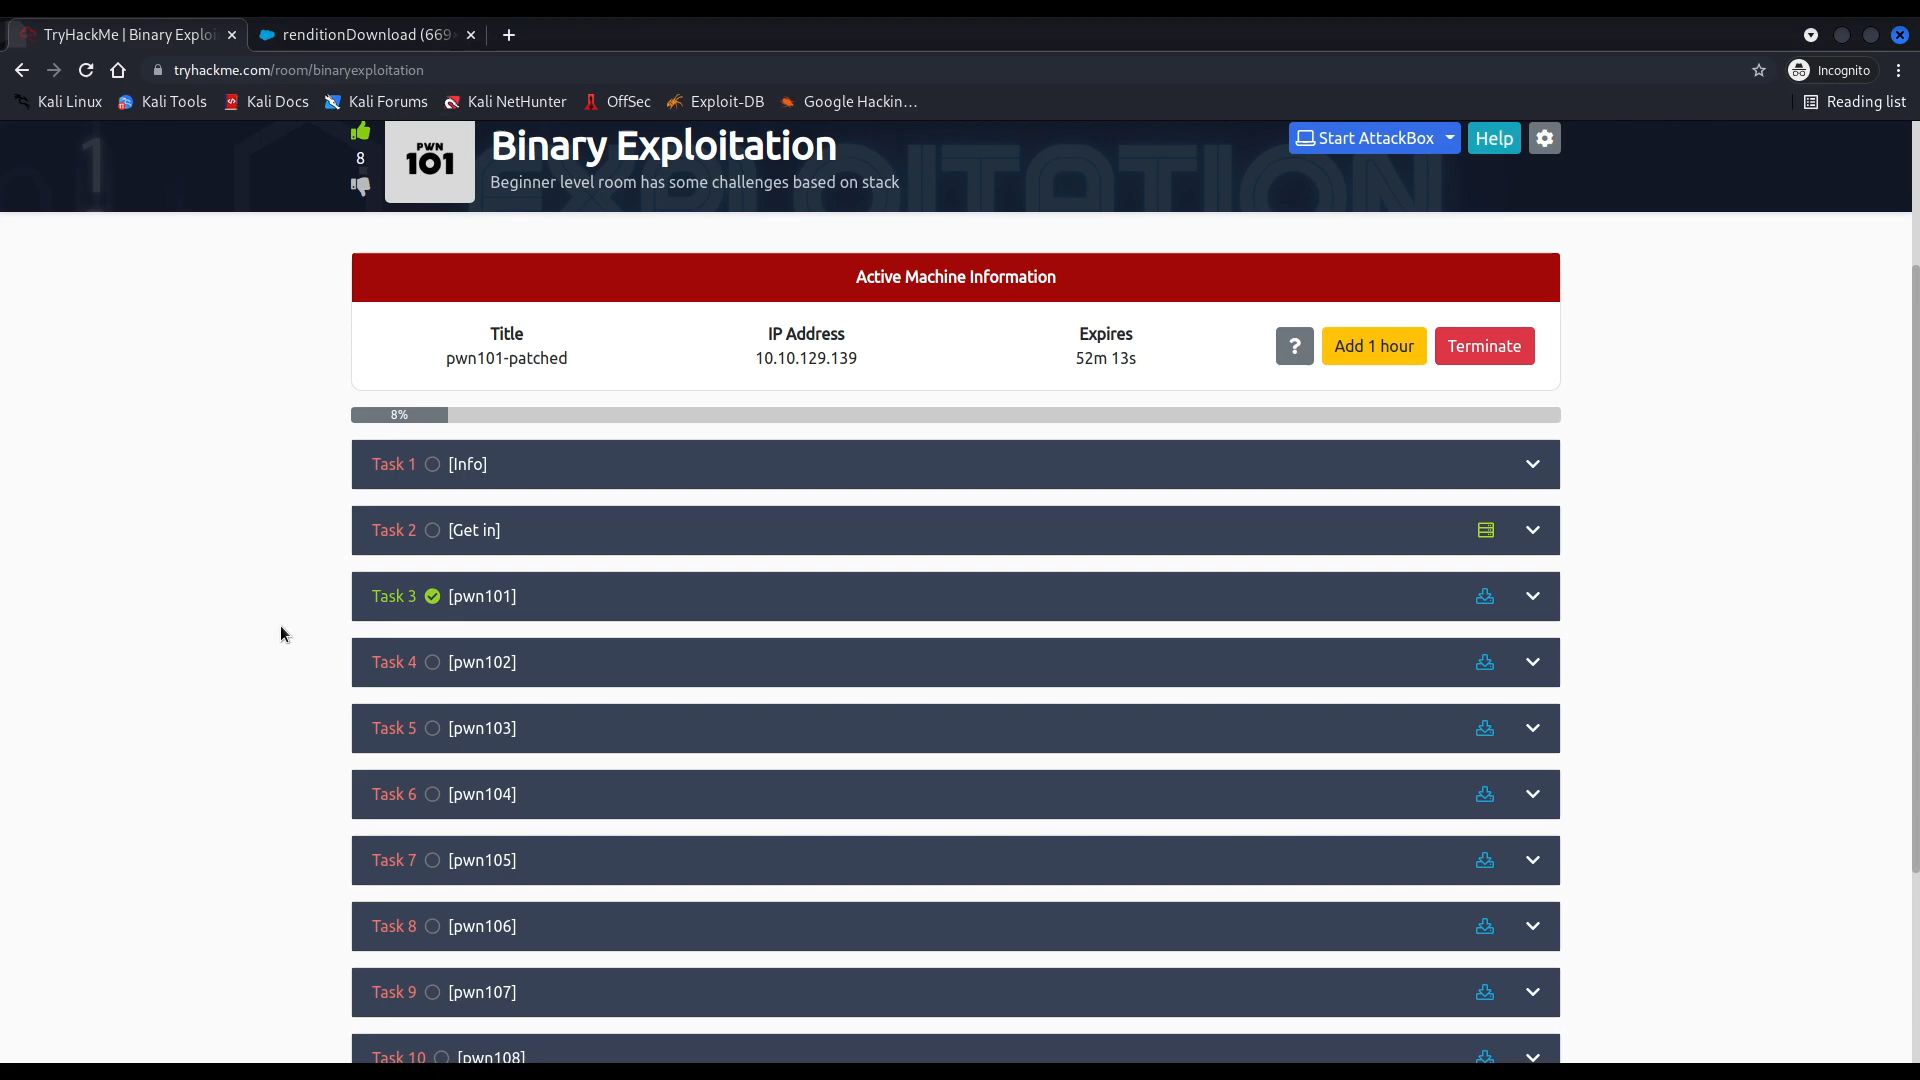 TryHackMe | Binary Exploi
renditionDownload (669×
tryhackme.com/room/binaryexploitation
Incognito
Kali Linux
Kali Tools
Kali Docs
Kali Forums
Kali NetHunter
OffSec
Exploit-DB
Google Hackin...
Reading list
8
PWN
101
Binary Exploitation
Beginner level room has some challenges based on stack
Start AttackBox
Help
EXPLOITATION
Active Machine Information
Title
IP Address
Expires
pwn101-patched
10.10.129.139
52m 13s
?
Add 1 hour
Terminate
8%
Task 1 [Info]
Task 2 [Get in]
Task 3 [pwn101]
Task 4 [pwn102]
Task 5 [pwn103]
Task 6 [pwn104]
Task 7 [pwn105]
Task 8 [pwn106]
Task 9 [pwn107]
Task 10 [pwn108]